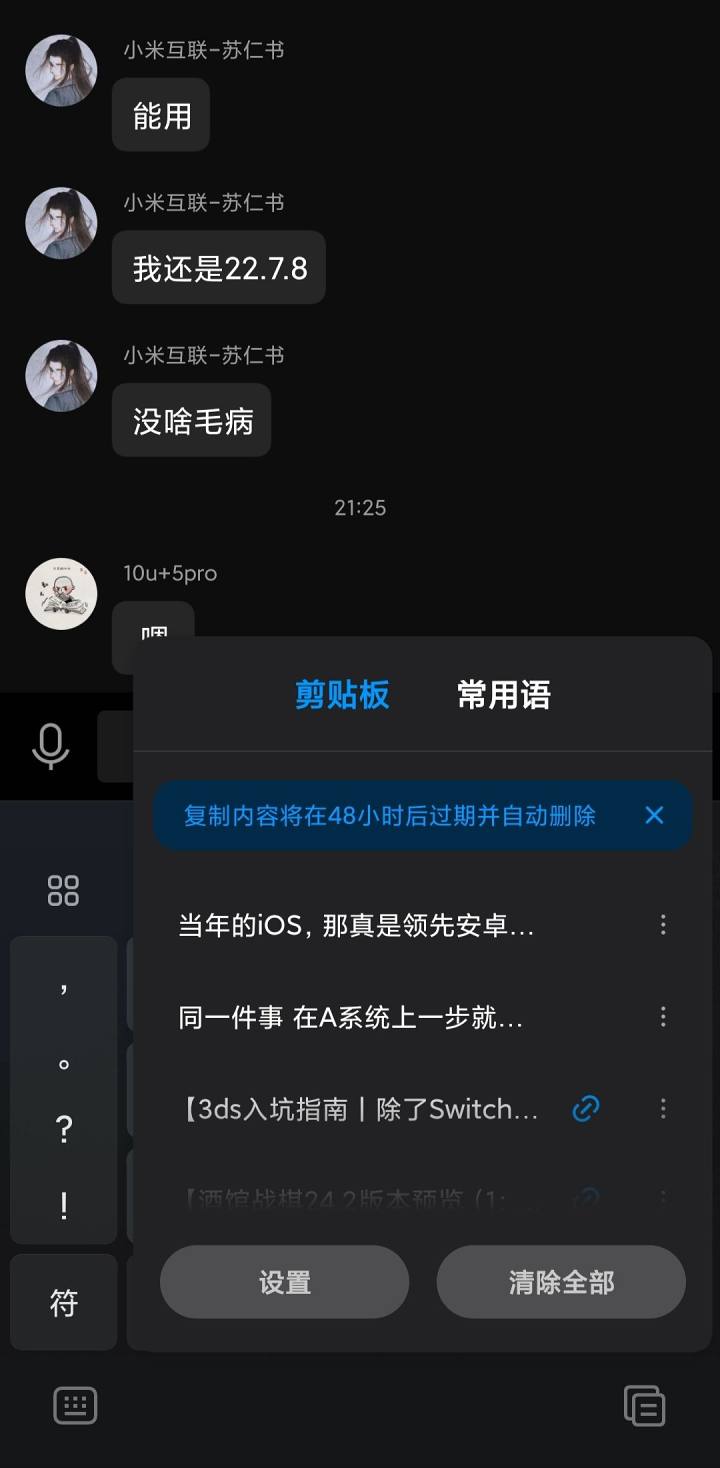 小米互联-苏仁书
能用
小米互联-苏仁书
我还是22.7.8
小米互联-苏仁书
没啥毛病
21:25
10u+5pro
剪贴板
常用语
复制内容将在48小时后过期并自动删除
当年的iOS, 那真是领先安卓...
，
同一件事 在A系统上一步就...
。
【3ds入坑指南丨除了Switch...
?
【酒馆战棋24.2版本预览（1:...
!
设置
清除全部
符